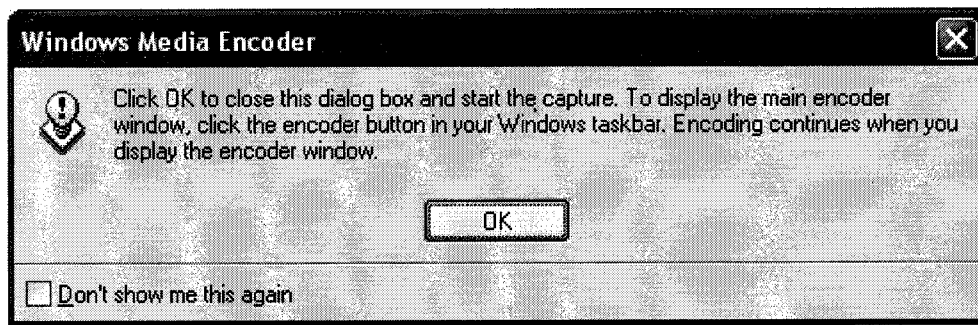 Windows Media Encoder
Click OK to close this dialog box and start the capture. To display the main encoder
window, click the encoder button in your Windows taskbar. Encoding continues when you
display the encoder window.
OK
Don't show me this again